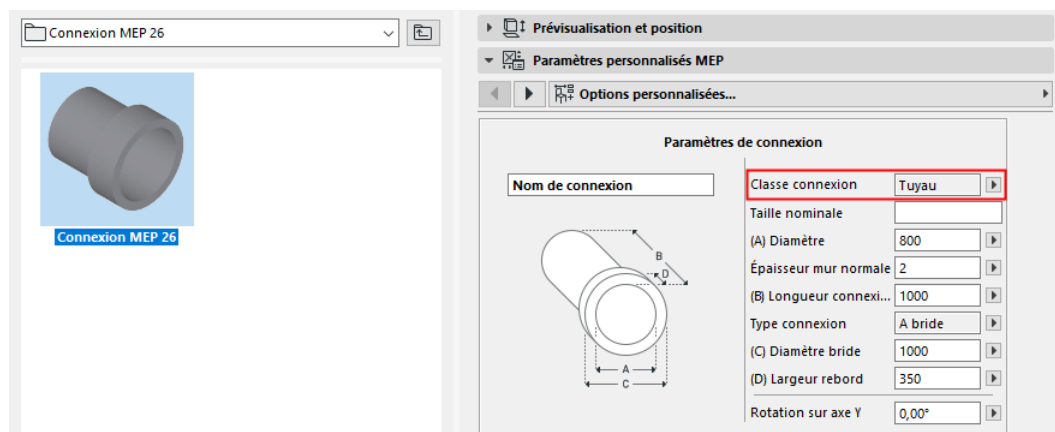 Connexion MEP 26
Connexion MEP 26
Prévisualisation et position
Paramètres personnalisés MEP
Options personnalisées...
Paramètres de connexion
Nom de connexion
B
D
A
C
Classe connexion Tuyau
Taille nominale
(A) Diamètre 800
Épaisseur mur normale 2
(B) Longueur connexi... 1000
Type connexion A bride
(C) Diamètre bride 1000
(D) Largeur rebord 350
Rotation sur axe Y 0,00°